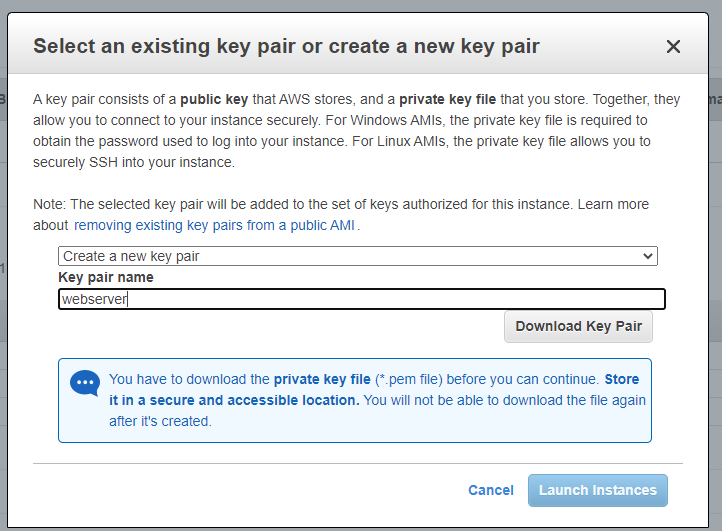 Select an existing key pair or create a new key pair
A key pair consists of a public key that AWS stores, and a private key file that you store. Together, they
allow you to connect to your instance securely. For Windows AMIs, the private key file is required to
obtain the password used to log into your instance. For Linux AMIs, the private key file allows you to
securely SSH into your instance.
Note: The selected key pair will be added to the set of keys authorized for this instance. Learn more
about removing existing key pairs from a public AMI.
Create a new key pair
Key pair name
webserver
Download Key Pair
You have to download the private key file (*.pem file) before you can continue. Store
it in a secure and accessible location. You will not be able to download the file again
after it's created.
Cancel Launch Instances